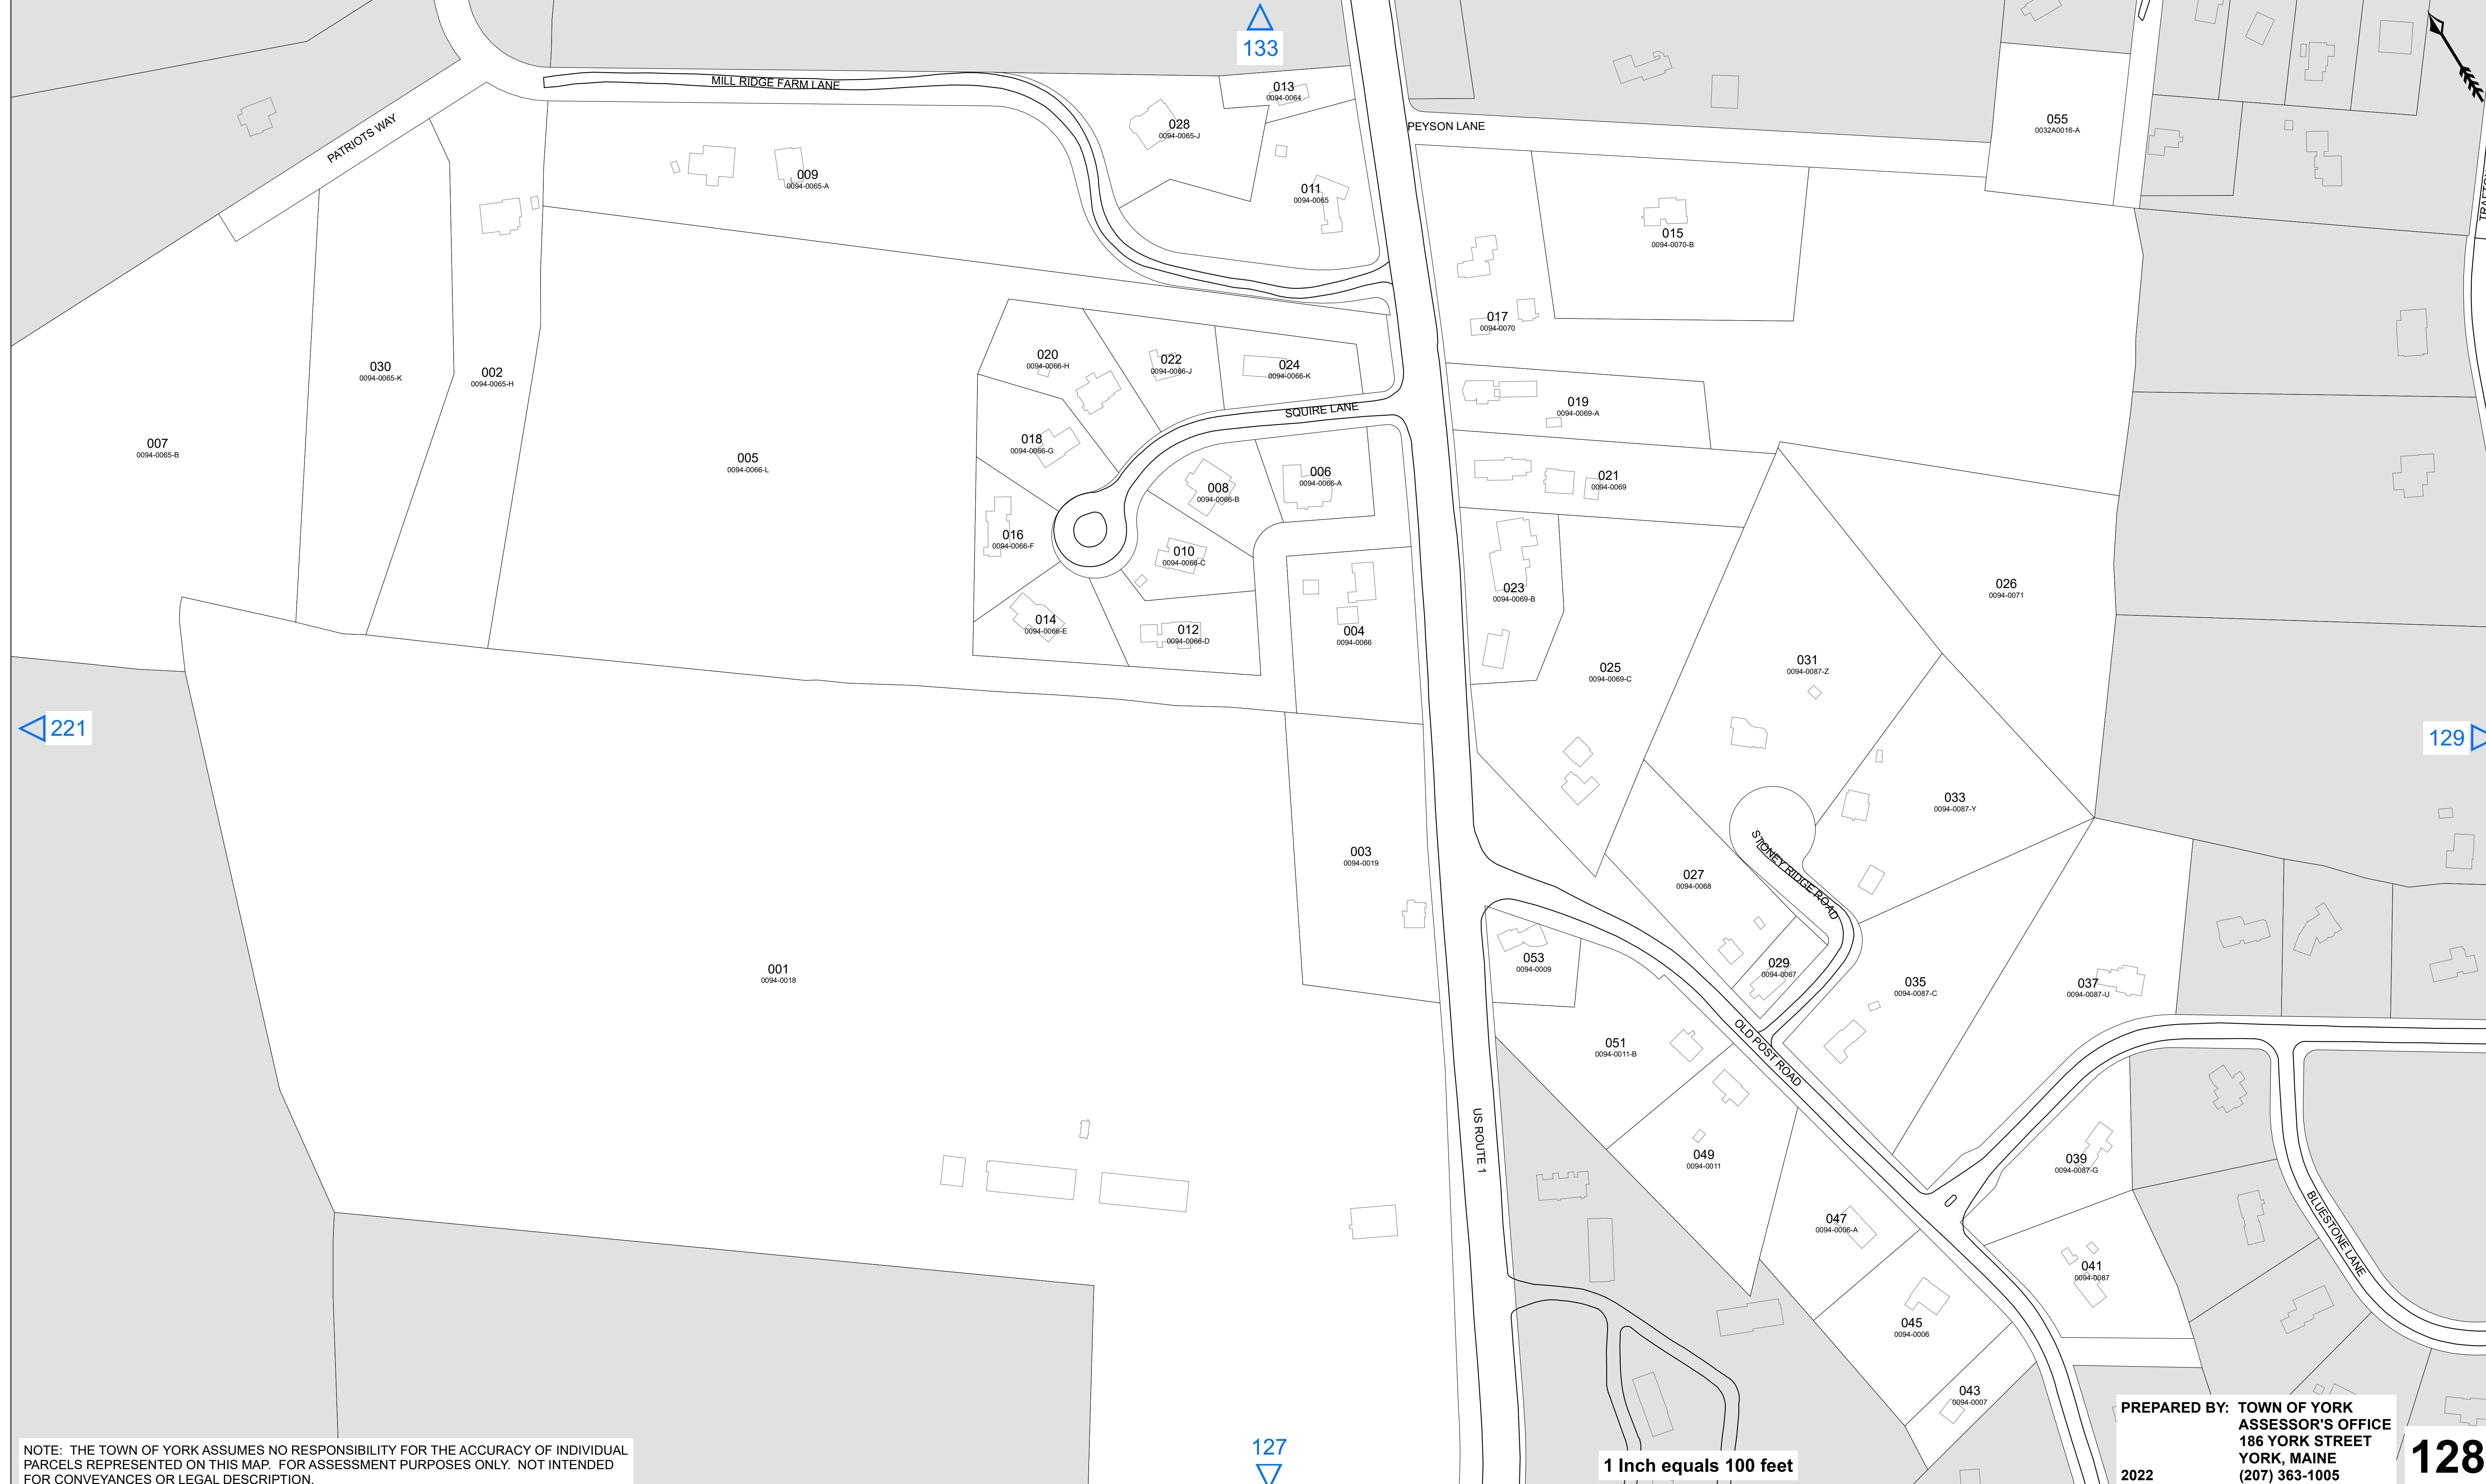 133
MILL RIDGE FARM LANE
013
0094-0064
028
0094-0065-J
PEYSON LANE
055
0032A0016-A
PATRIOTS WAY
009
0094-0065-A
011
0094-0065
015
0094-0070-B
017
0094-0070
020
0094-0066-H
022
0094-0066-J
024
0094-0066-K
030
0094-0065-K
002
0094-0065-H
SQUIRE LANE
019
0094-0069-A
007
0094-0065-B
018
0094-0066-G
005
0094-0066-L
006
0094-0066-A
021
0094-0069
008
0094-0066-B
016
0094-0066-F
010
0094-0066-C
023
0094-0069-B
026
0094-0071
014
0094-0066-E
012
0094-0066-D
004
0094-0066
025
0094-0069-C
031
0094-0087-Z
221
129
033
0094-0087-Y
003
0094-0019
STONEY RIDGE ROAD
027
0094-0068
053
0094-0009
029
0094-0067
001
0094-0018
035
0094-0087-C
037
0094-0087-U
051
0094-0011-B
OLD POST ROAD
US ROUTE 1
049
0094-0011
039
0094-0087-G
047
0094-0006-A
BLUESTONE LANE
041
0094-0087
045
0094-0006
043
0094-0007
127
1 Inch equals 100 feet
NOTE: THE TOWN OF YORK ASSUMES NO RESPONSIBILITY FOR THE ACCURACY OF INDIVIDUAL
PARCELS REPRESENTED ON THIS MAP. FOR ASSESSMENT PURPOSES ONLY. NOT INTENDED
FOR CONVEYANCES OR LEGAL DESCRIPTION.
PREPARED BY: TOWN OF YORK
ASSESSOR'S OFFICE
186 YORK STREET
YORK, MAINE
2022 (207) 363-1005
128